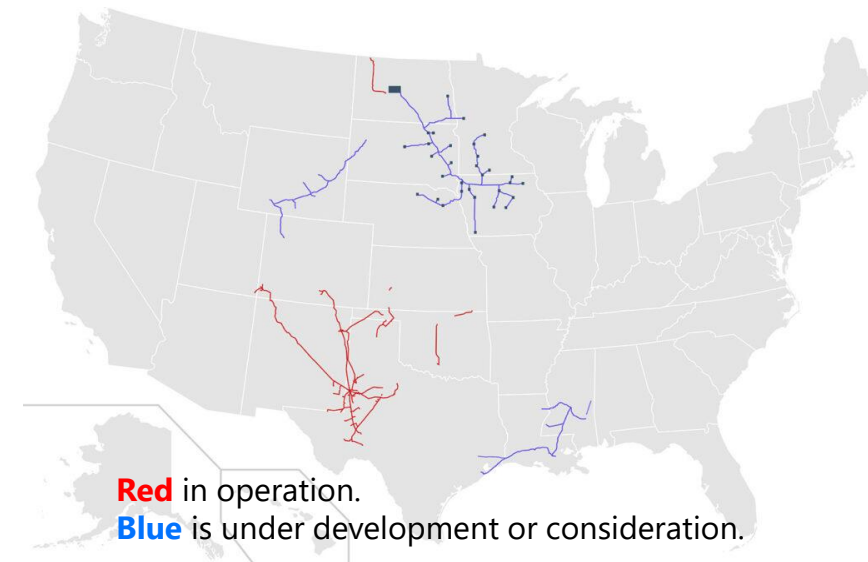 Red in operation.
Blue is under development or consideration.